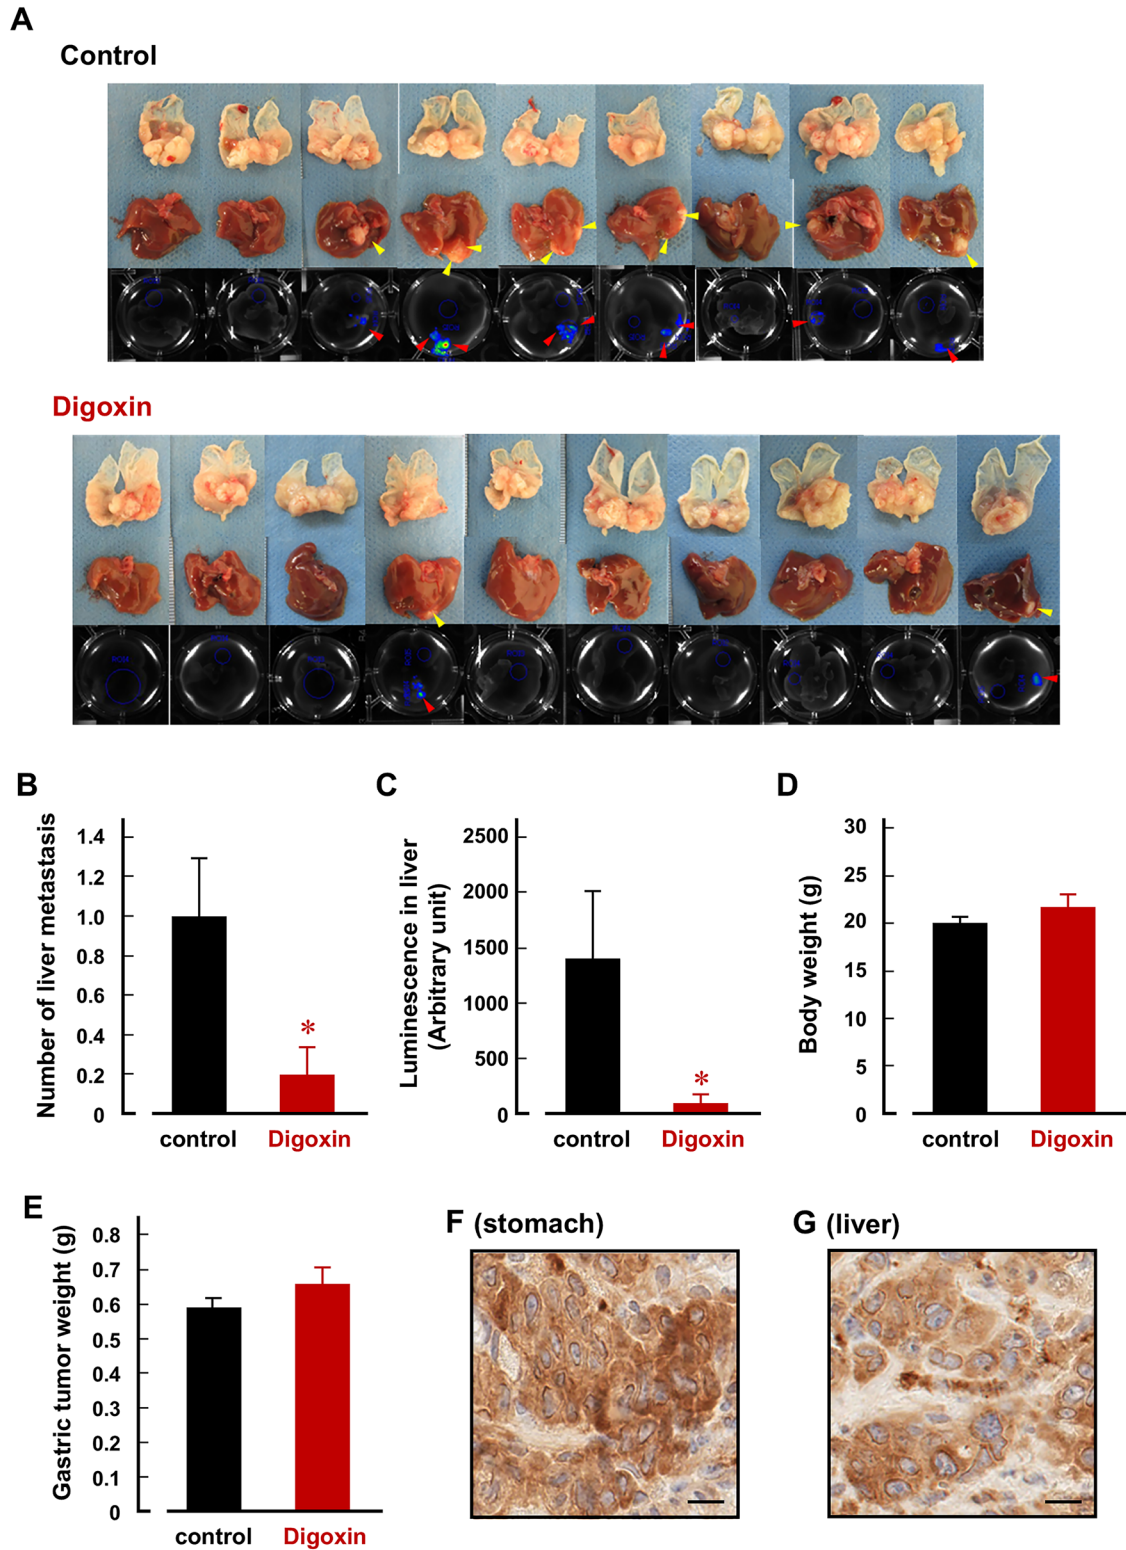 A
Control
Digoxin
B
Number of liver metastasis
1.4
1.2
1.0
0.8
0.6
0.4
0.2
0
*
control Digoxin
C
Luminescence in liver
(Arbitrary unit)
2500
2000
1500
1000
500
0
*
control Digoxin
D
Body weight (g)
30
25
20
15
10
5
0
control Digoxin
E
Gastric tumor weight (g)
0.8
0.7
0.6
0.5
0.4
0.3
0.2
0.1
0
control Digoxin
F (stomach)
G (liver)